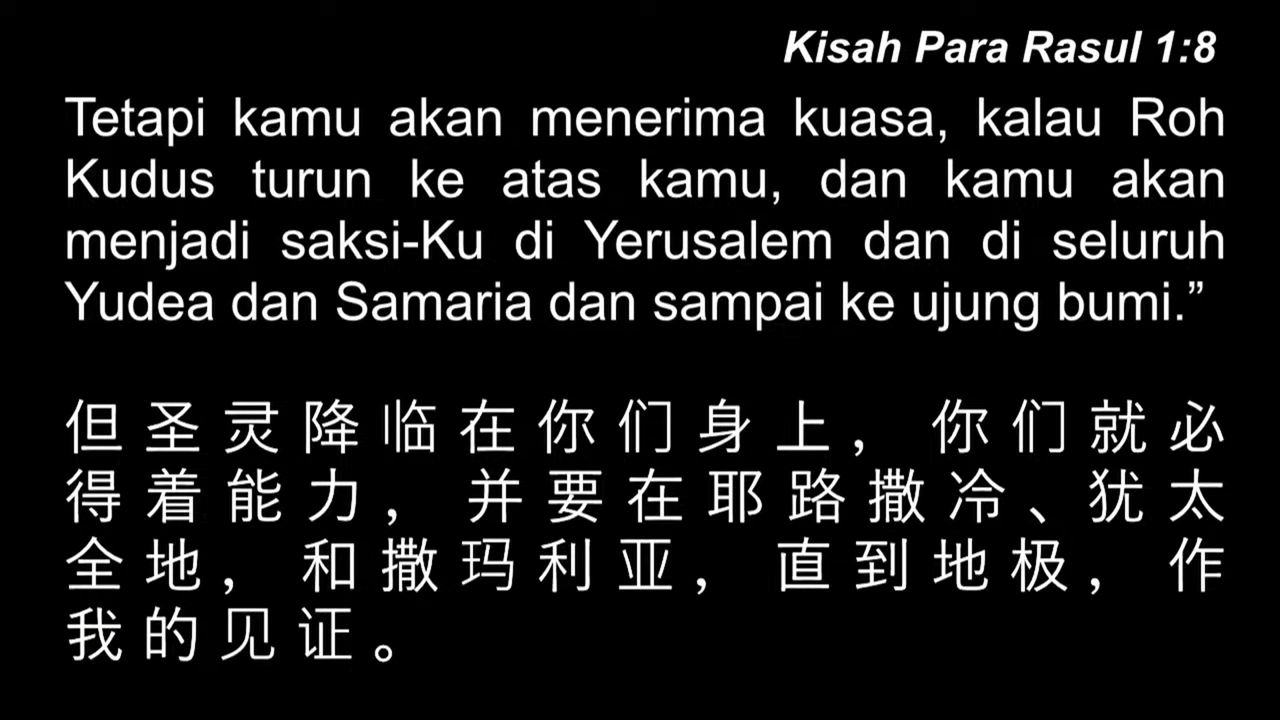 Kisah Para Rasul 1:8
Tetapi kamu akan menerima kuasa, kalau Roh
Kudus turun ke atas kamu, dan kamu akan
menjadi saksi-Ku di Yerusalem dan di seluruh
Yudea dan Samaria dan sampai ke ujung bumi.”
但圣灵降临在你们身上，你们就必
得着能力，并要在耶路撒冷、犹太
全地，和撒玛利亚，直到地极，作
我的见证。